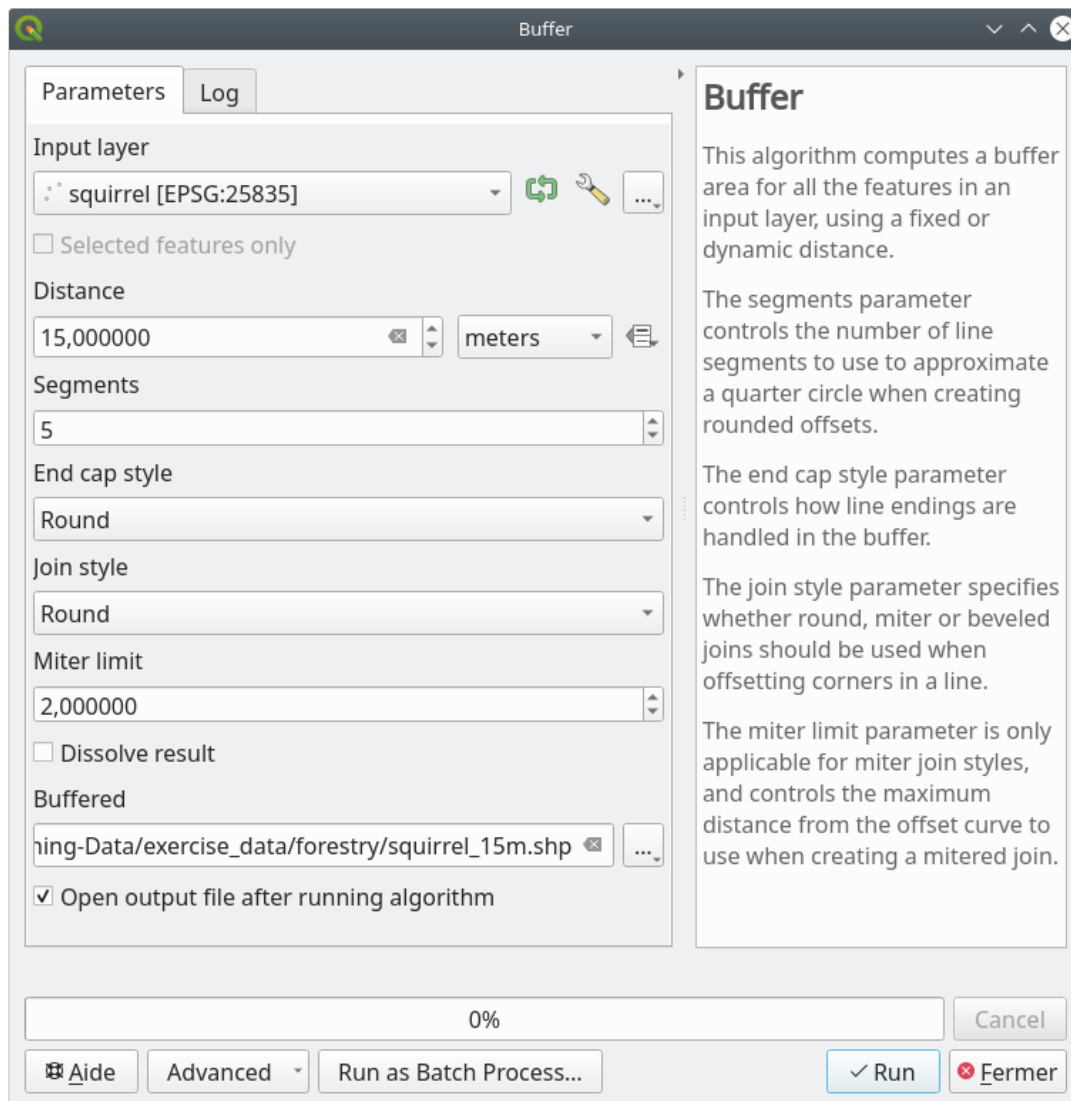 Buffer
Parameters
Log
Input layer
squirrel [EPSG:25835]
...
Selected features only
Distance
15,000000
meters
Segments
5
End cap style
Round
Join style
Round
Miter limit
2,000000
Dissolve result
Buffered
ning-Data/exercise_data/forestry/squirrel_15m.shp
...
Open output file after running algorithm
Buffer
This algorithm computes a buffer
area for all the features in an
input layer, using a fixed or
dynamic distance.
The segments parameter
controls the number of line
segments to use to approximate
a quarter circle when creating
rounded offsets.
The end cap style parameter
controls how line endings are
handled in the buffer.
The join style parameter specifies
whether round, miter or beveled
joins should be used when
offsetting corners in a line.
The miter limit parameter is only
applicable for miter join styles,
and controls the maximum
distance from the offset curve to
use when creating a mitered join.
0%
Cancel
Aide
Advanced
Run as Batch Process...
Run
Fermer